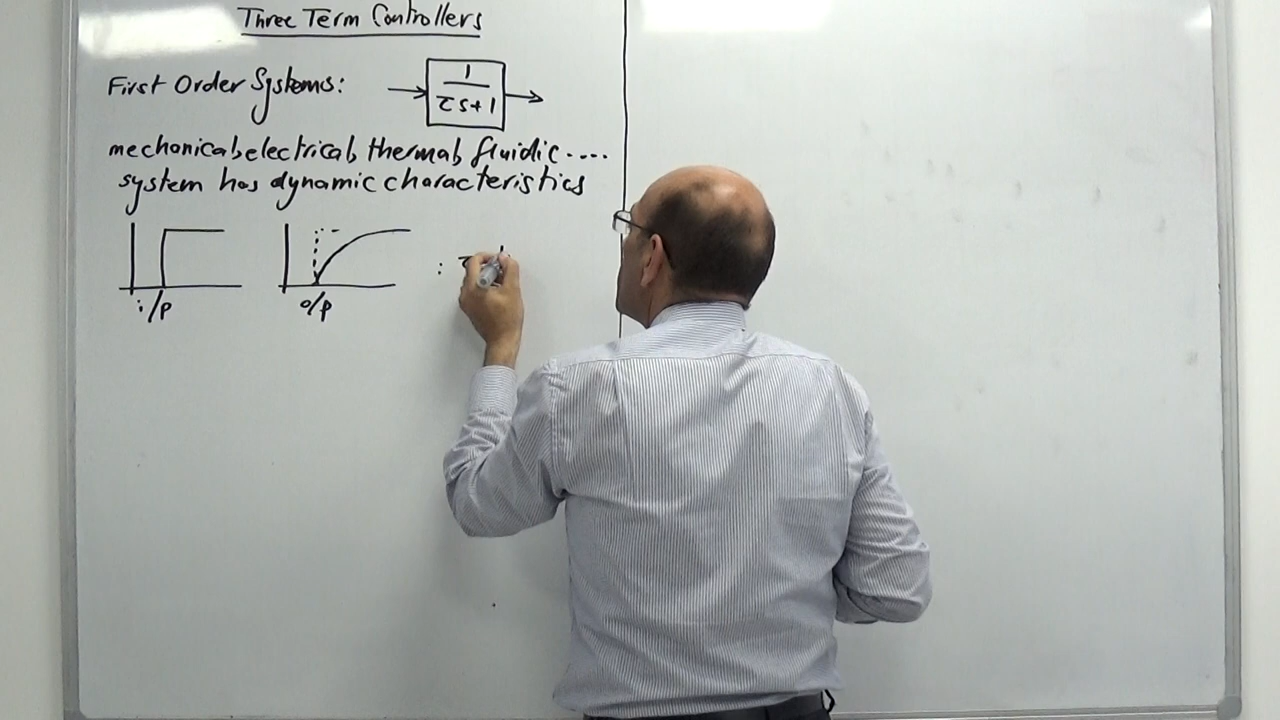 Three Term Controllers
First Order Systems:
1
τs+1
mechanical, electrical, thermal, fluidic....
system has dynamic characteristics
i/p
o/p
: τ